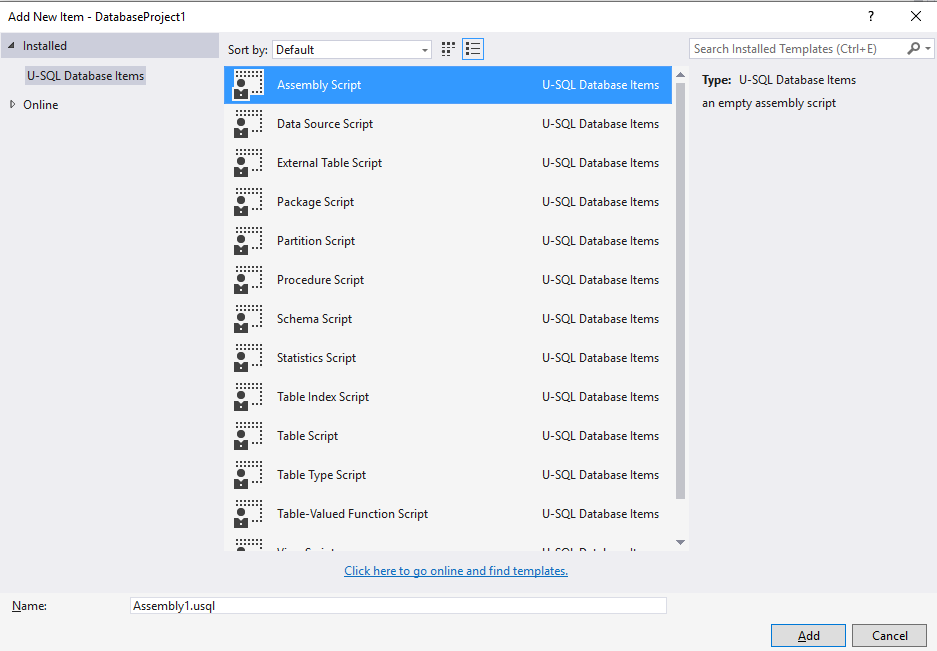 Add New Item - DatabaseProject1
?
Installed
U-SQL Database Items
Online
Sort by: Default
Search Installed Templates (Ctrl+E)
Assembly Script U-SQL Database Items
Data Source Script U-SQL Database Items
External Table Script U-SQL Database Items
Package Script U-SQL Database Items
Partition Script U-SQL Database Items
Procedure Script U-SQL Database Items
Schema Script U-SQL Database Items
Statistics Script U-SQL Database Items
Table Index Script U-SQL Database Items
Table Script U-SQL Database Items
Table Type Script U-SQL Database Items
Table-Valued Function Script U-SQL Database Items
Type: U-SQL Database Items
an empty assembly script
Click here to go online and find templates.
Name: Assembly1.usql
Add Cancel